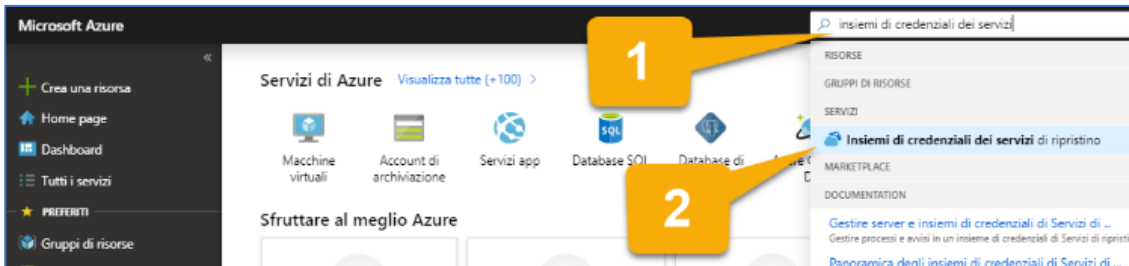 Microsoft Azure
insiemi di credenziali dei servizi
1
«
RISORSE
Crea una risorsa
Servizi di Azure Visualizza tutte (+100) >
GRUPPI DI RISORSE
Home page
SERVIZI
Dashboard
SQL
Insiemi di credenziali dei servizi di ripristino
Tutti i servizi
Macchine virtuali
Account di archiviazione
Servizi app
Database SQL
Database di
MARKETPLACE
PREFERITI
2
DOCUMENTATION
Sfruttare al meglio Azure
Gestire server e insiemi di credenziali di Servizi di ...
Gruppi di risorse
Gestire processi e avvisi in un insieme di credenziali di Servizi di ripristi
Panoramica degli insiemi di credenziali di Servizi di ...